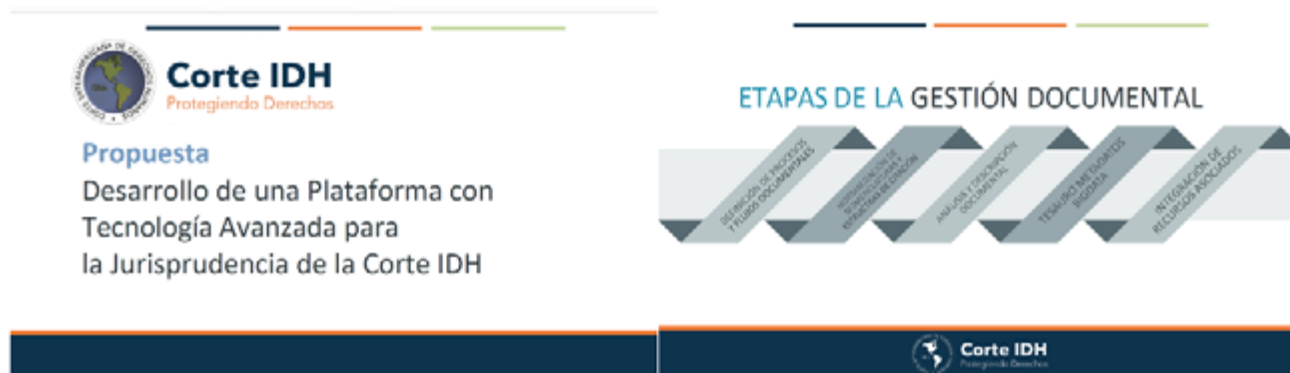 Corte IDH
Protegiendo Derechos
Propuesta
Desarrollo de una Plataforma con
Tecnología Avanzada para
la Jurisprudencia de la Corte IDH
ETAPAS DE LA GESTIÓN DOCUMENTAL
DEFINICIÓN DE PROCESOS
Y FLUJOS DOCUMENTALES
ANÁLISIS Y DESCRIPCIÓN
DOCUMENTAL
TESAURO METADATOS
BIGDATA
INTEGRACIÓN DE
RECURSOS ASOCIADOS
Corte IDH
Protegiendo Derechos